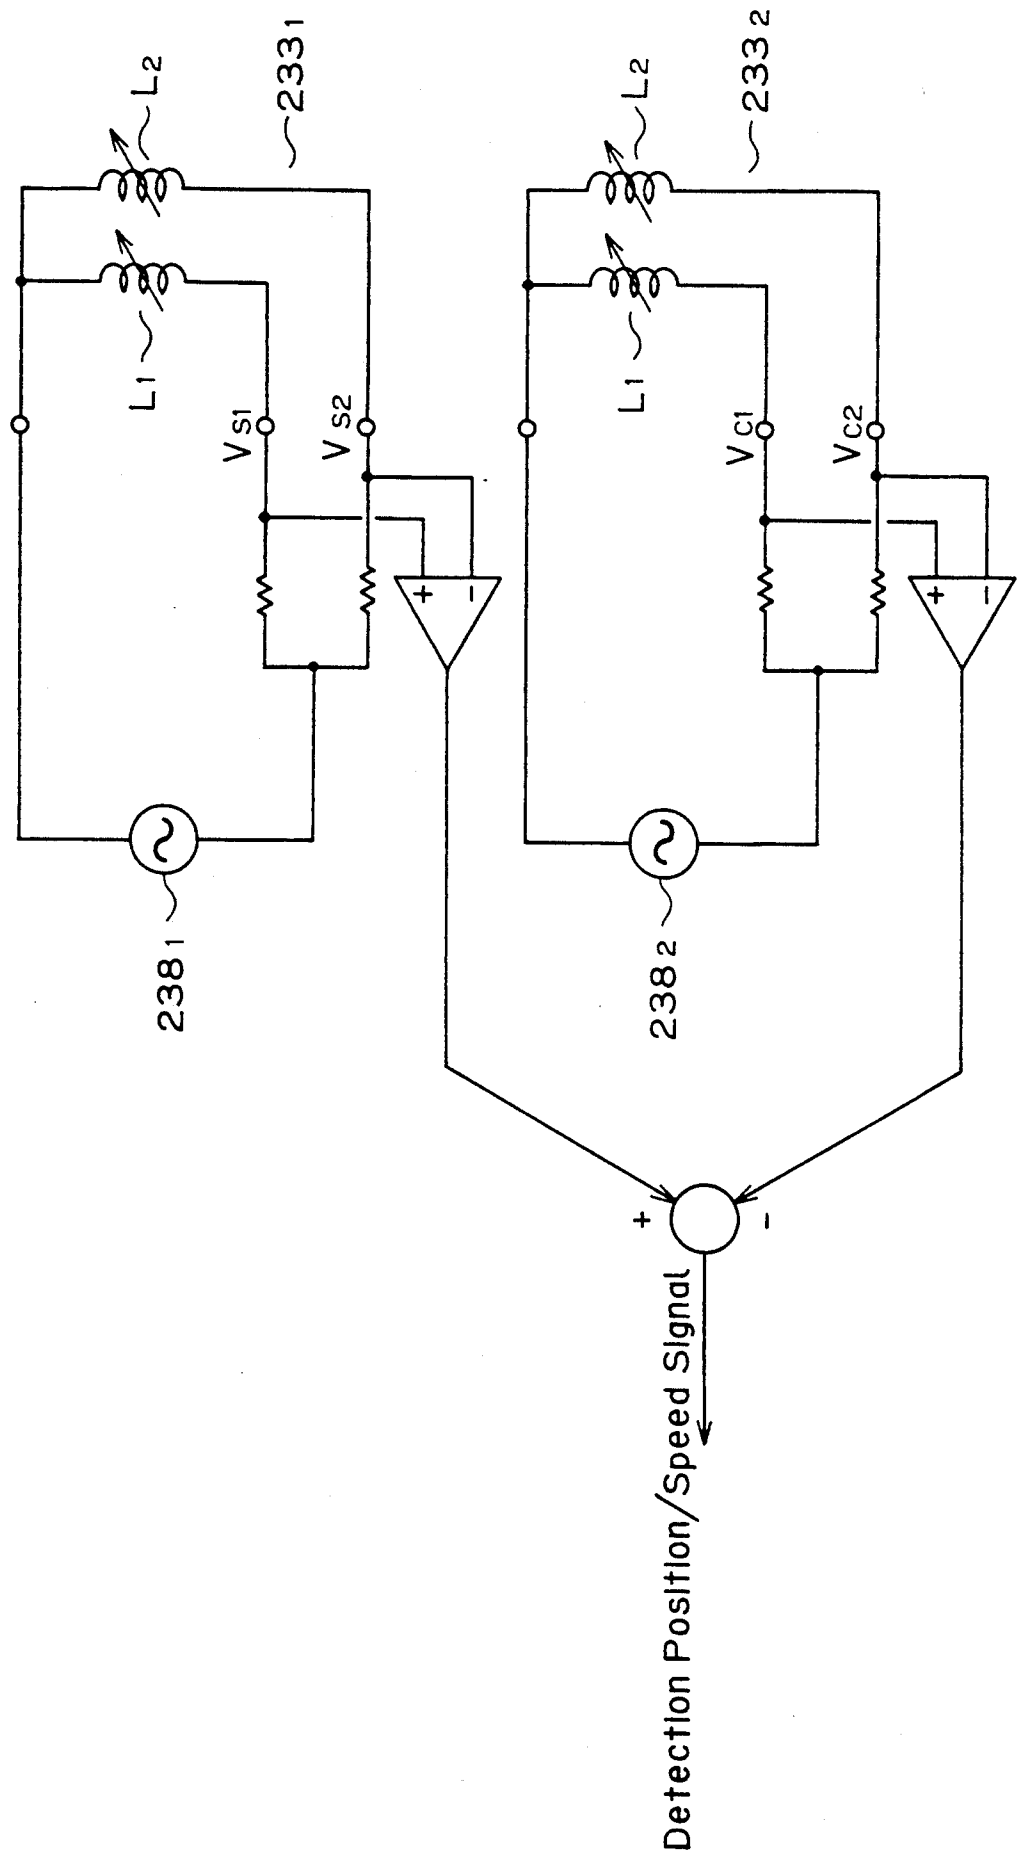 L2
233₁
L1
VS1
VS2
+
-
238₁
L2
233₂
L1
VC1
VC2
+
-
238₂
+
-
Detection Position/Speed Signal